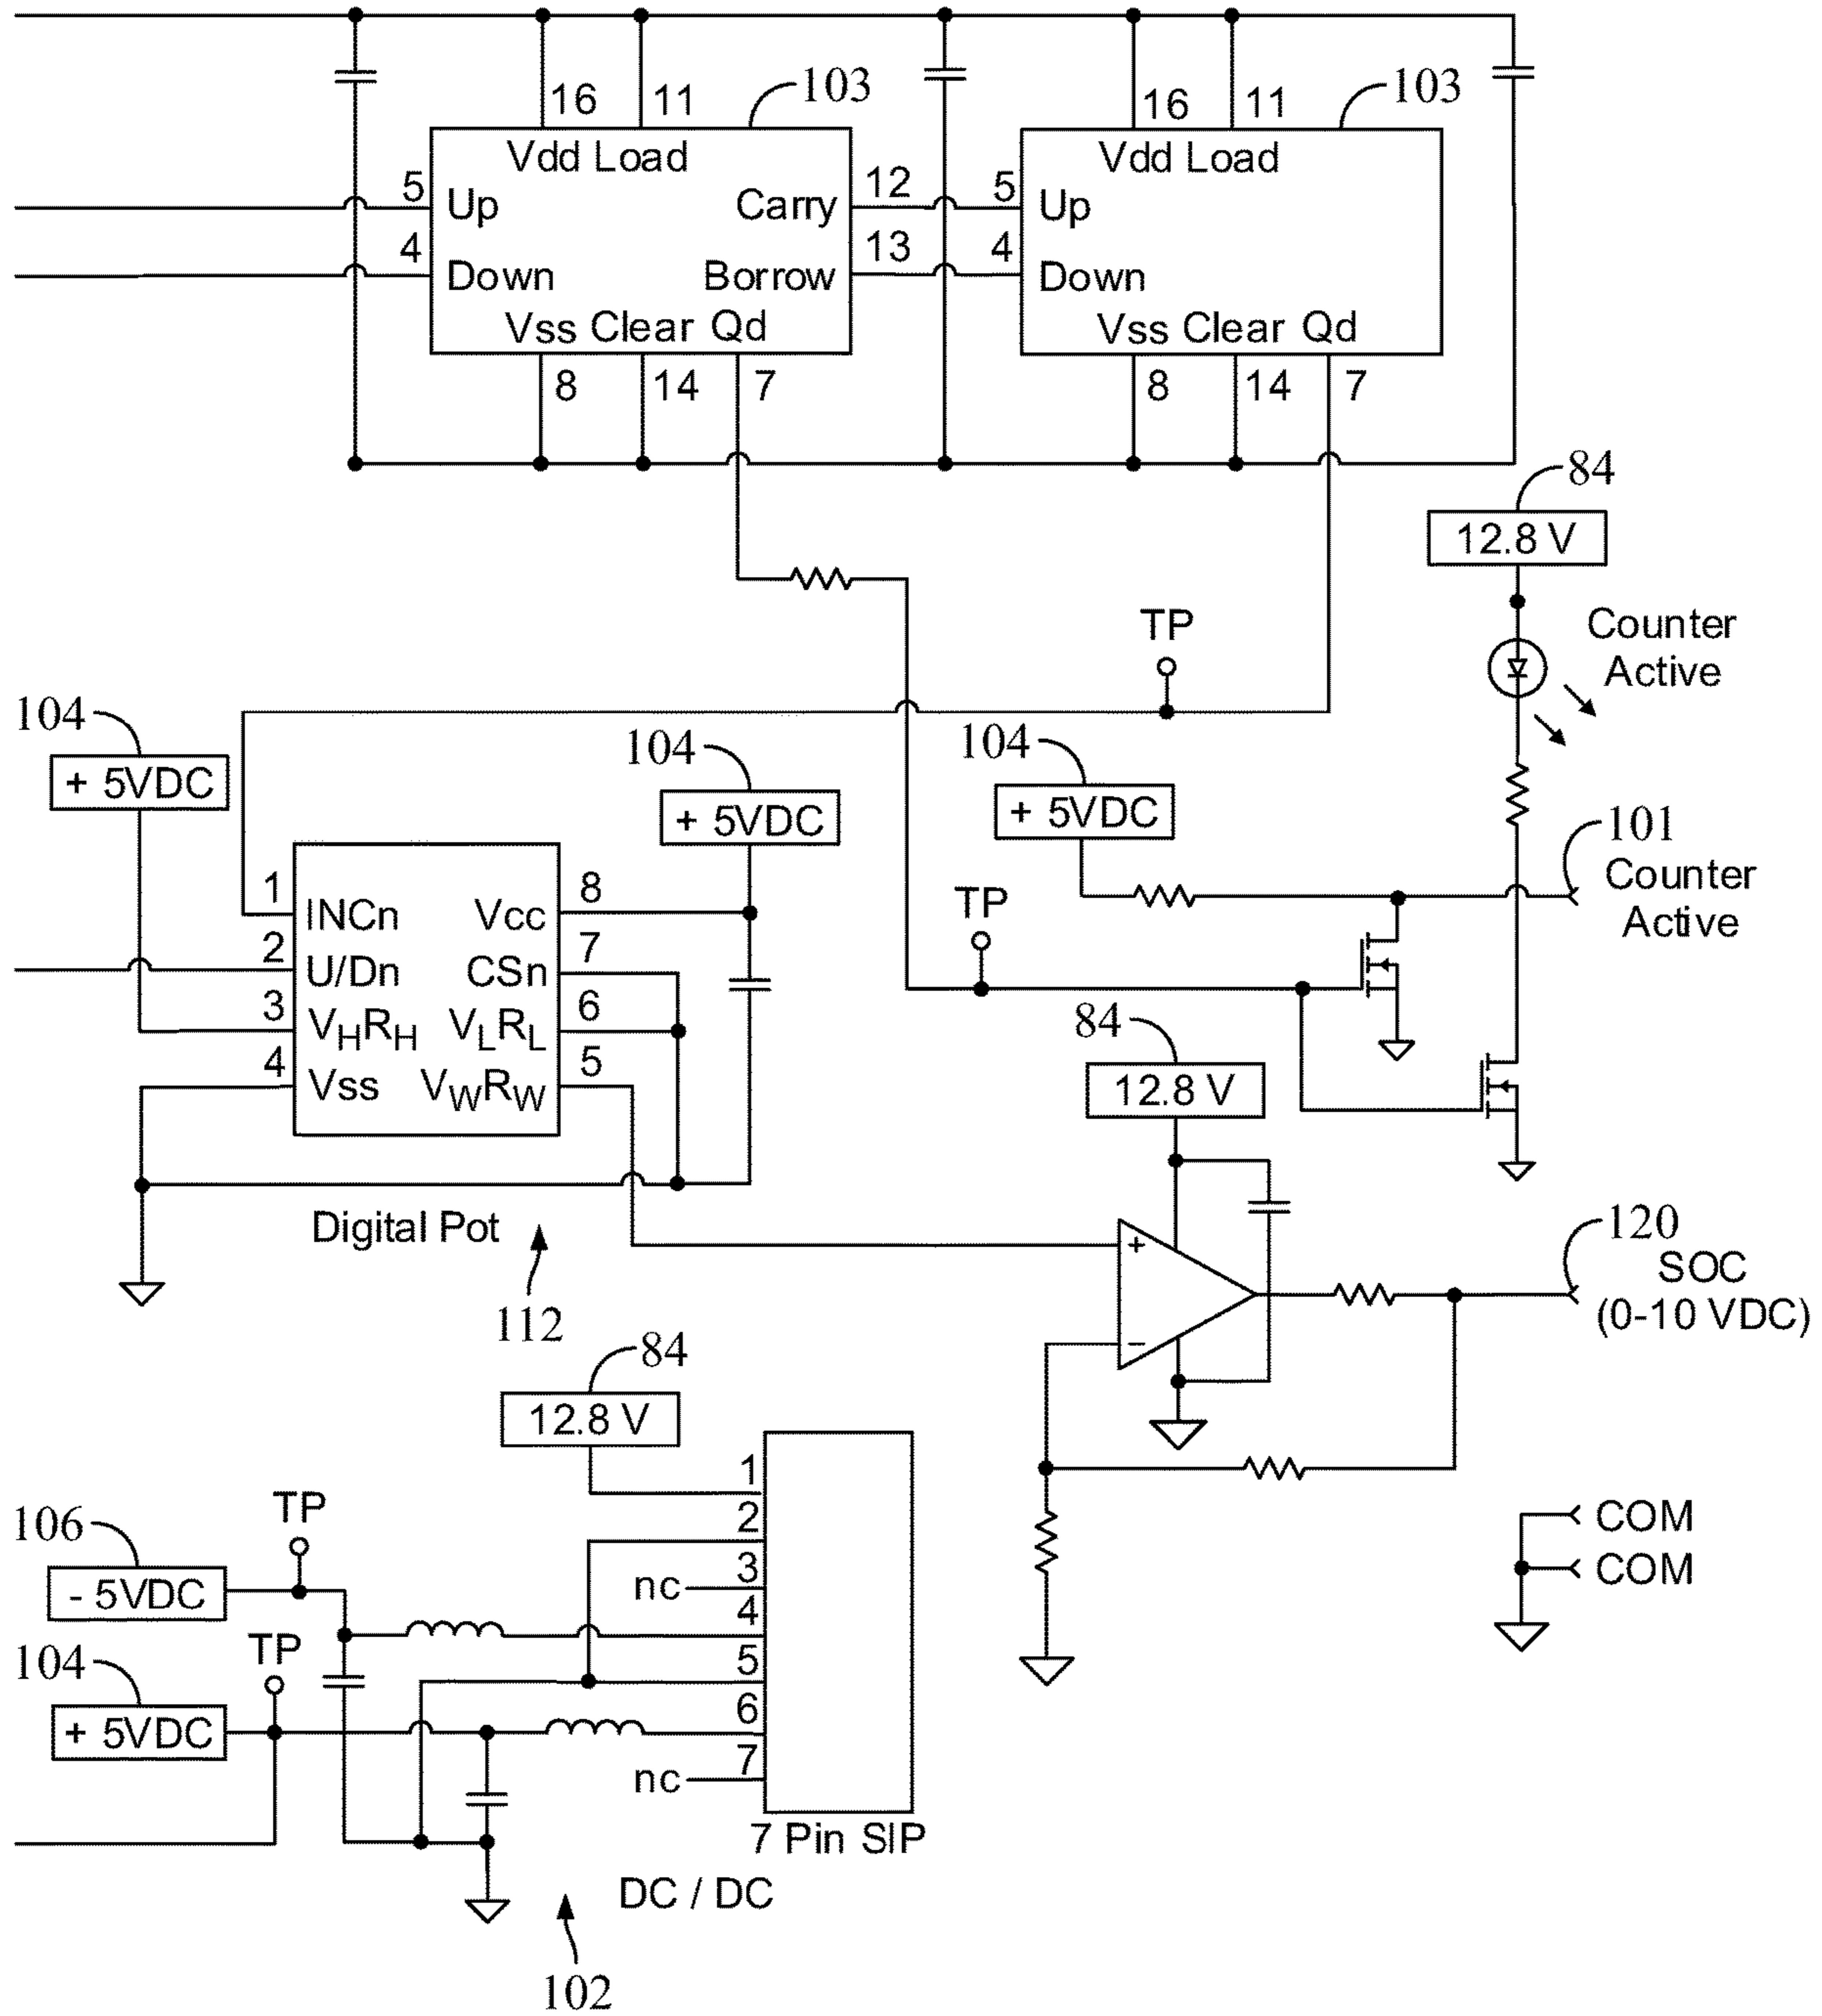 16 11 103 16 11 103
Vdd Load Vdd Load
5 Up Carry 12 5 Up
4 Down Borrow 13 4 Down
Vss Clear Qd Vss Clear Qd
8 14 7 8 14 7
84
12.8 V
TP
Counter
Active
104
+ 5VDC
104
+ 5VDC
104
+ 5VDC
101
Counter
Active
TP
1 INCn Vcc 8
2 U/Dn CSn 7
3 VHRH VLRL 6
4 Vss VWRW 5
Digital Pot
112
84
12.8 V
+
-
120
SOC
(0-10 VDC)
84
12.8 V
COM
COM
106
- 5VDC
TP
104
+ 5VDC
TP
1
2
nc 3
4
5
6
nc 7
7 Pin SIP
DC / DC
102